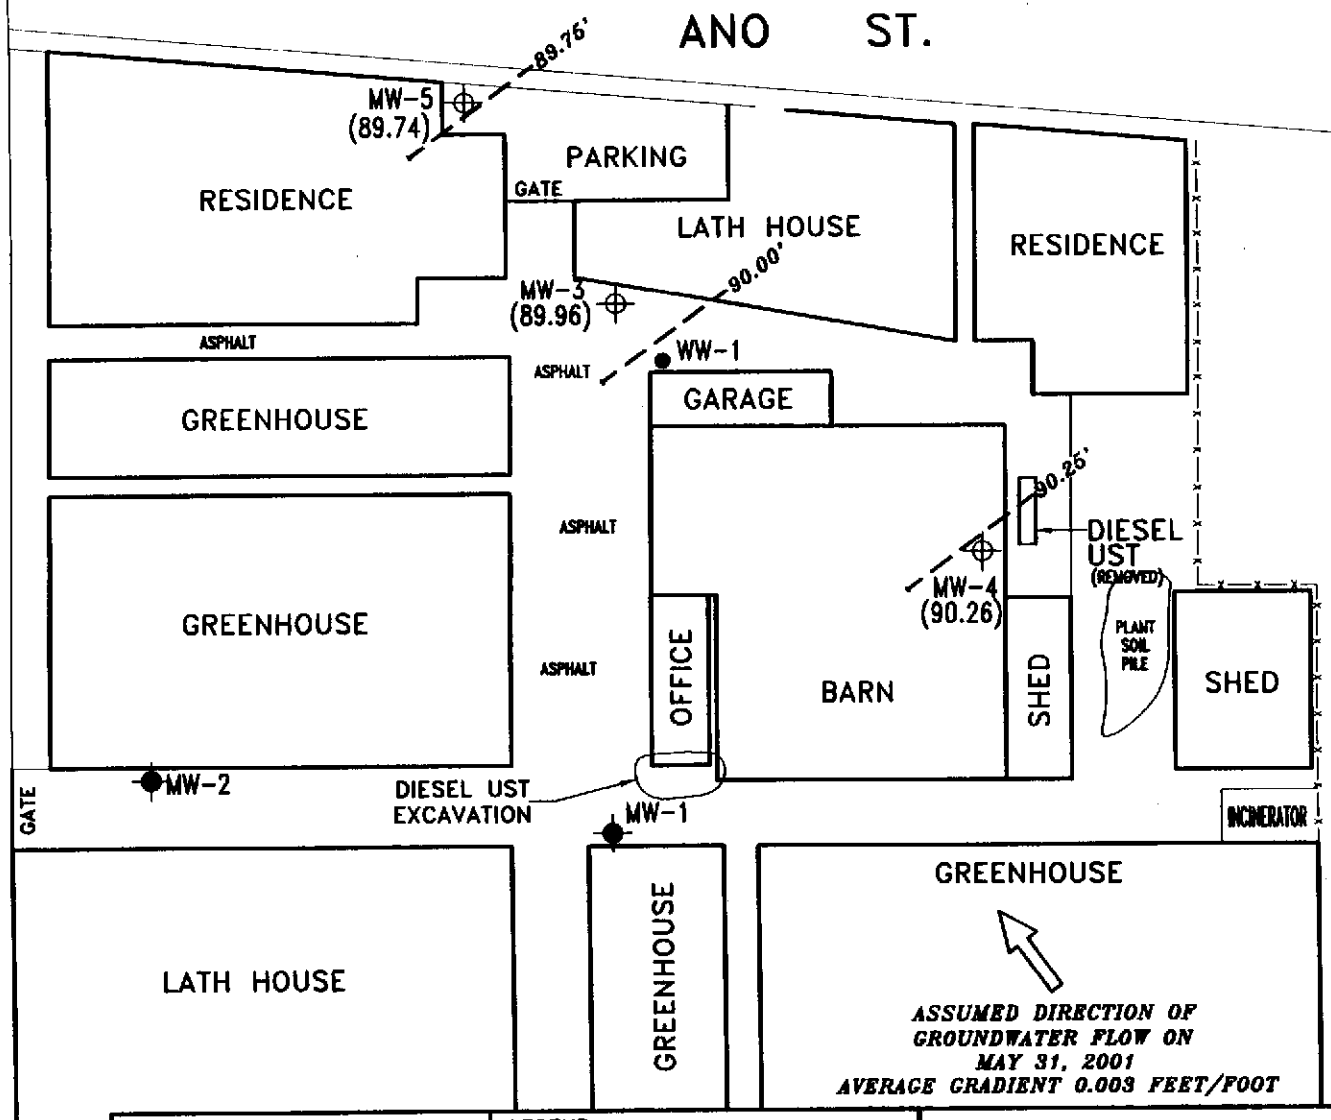 ANO ST.
89.75'
MW-5
(89.74)
PARKING
RESIDENCE
GATE
LATH HOUSE
RESIDENCE
90.00'
MW-3
(89.96)
ASPHALT
WW-1
ASPHALT
GARAGE
GREENHOUSE
90.25'
ASPHALT
DIESEL
UST
(REMOVED)
MW-4
(90.26)
GREENHOUSE
PLANT
SOIL
PILE
OFFICE
ASPHALT
BARN
SHED
SHED
MW-2
DIESEL UST
EXCAVATION
GATE
MW-1
INCINERATOR
GREENHOUSE
GREENHOUSE
LATH HOUSE
ASSUMED DIRECTION OF
GROUNDWATER FLOW ON
MAY 31, 2001
AVERAGE GRADIENT 0.003 FEET/FOOT